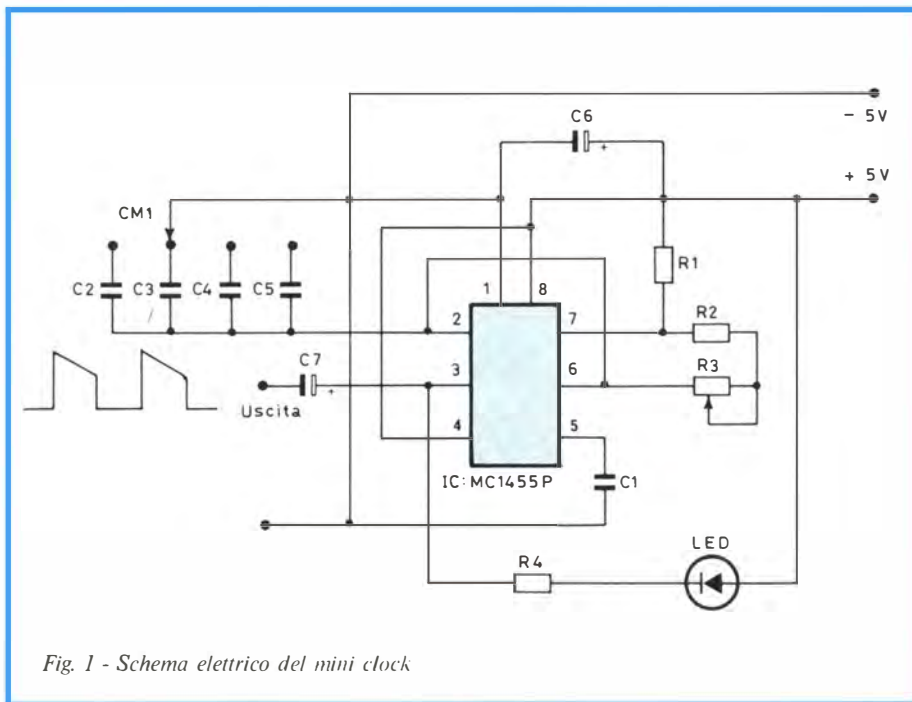 C6
+
- 5V
+ 5V
CM1
C2
C3
C4
C5
R1
1
8
2
7
R2
C7
+
3
6
R3
Uscita
4
5
IC: MC1455P
C1
R4
LED
Fig. 1 - Schema elettrico del mini clock